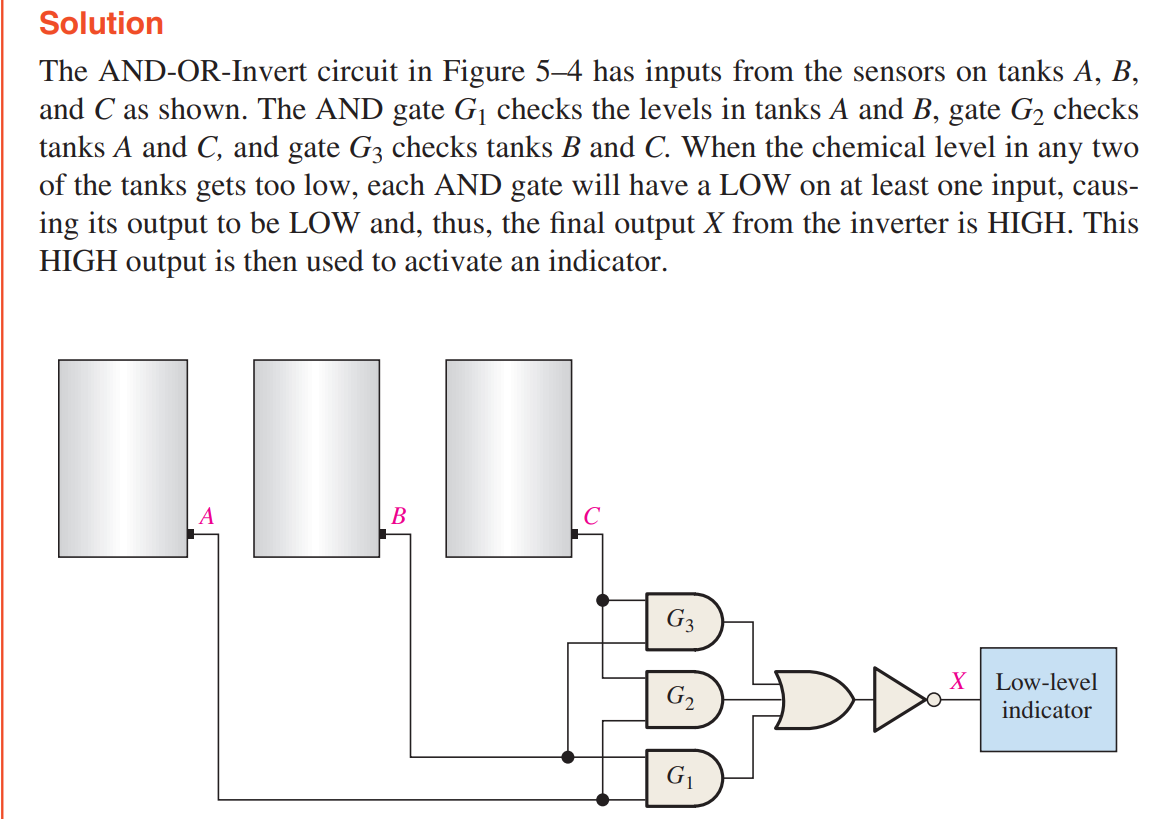 Solution
The AND-OR-Invert circuit in Figure 5–4 has inputs from the sensors on tanks A, B,
and C as shown. The AND gate G₁ checks the levels in tanks A and B, gate G₂ checks
tanks A and C, and gate G₃ checks tanks B and C. When the chemical level in any two
of the tanks gets too low, each AND gate will have a LOW on at least one input, caus-
ing its output to be LOW and, thus, the final output X from the inverter is HIGH. This
HIGH output is then used to activate an indicator.
A
B
C
G₃
G₂
G₁
X
Low-level
indicator